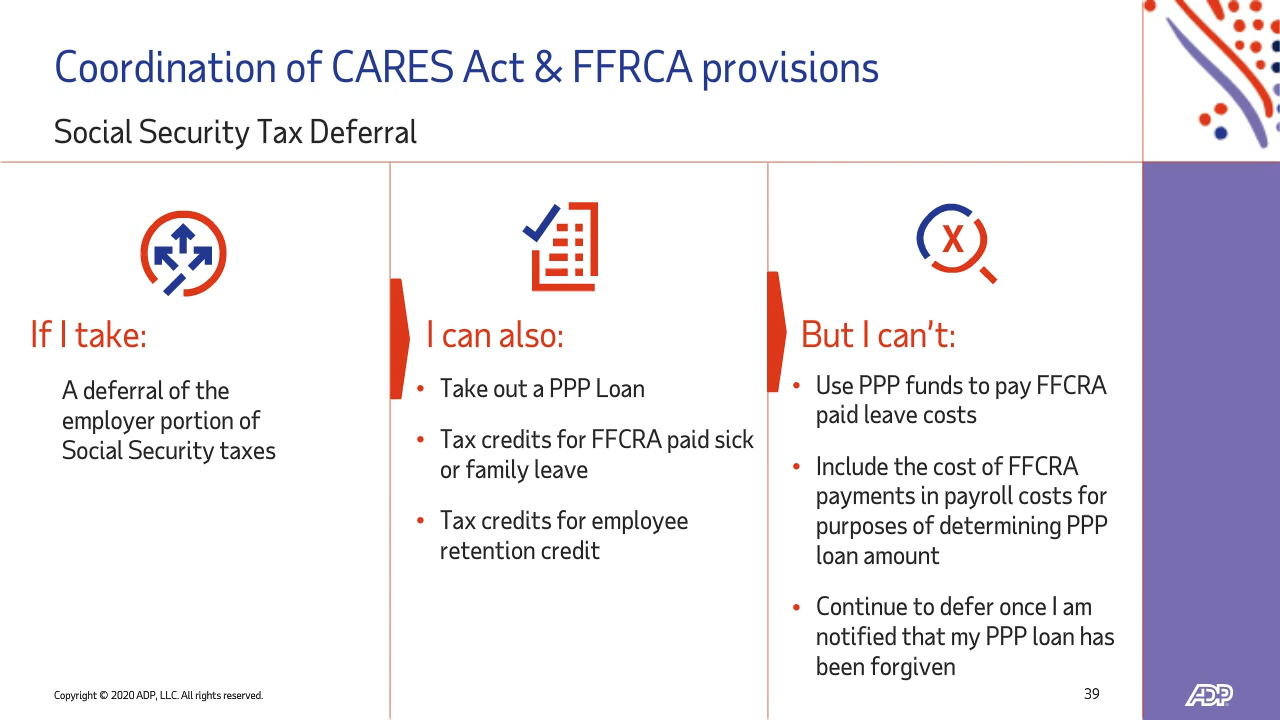 Coordination of CARES Act & FFRCA provisions
Social Security Tax Deferral
If I take:
A deferral of the
employer portion of
Social Security taxes
I can also:
• Take out a PPP Loan
• Tax credits for FFCRA paid sick
or family leave
• Tax credits for employee
retention credit
X
But I can't:
• Use PPP funds to pay FFCRA
paid leave costs
• Include the cost of FFCRA
payments in payroll costs for
purposes of determining PPP
loan amount
• Continue to defer once I am
notified that my PPP loan has
been forgiven
Copyright © 2020 ADP, LLC. All rights reserved.
39
ADP